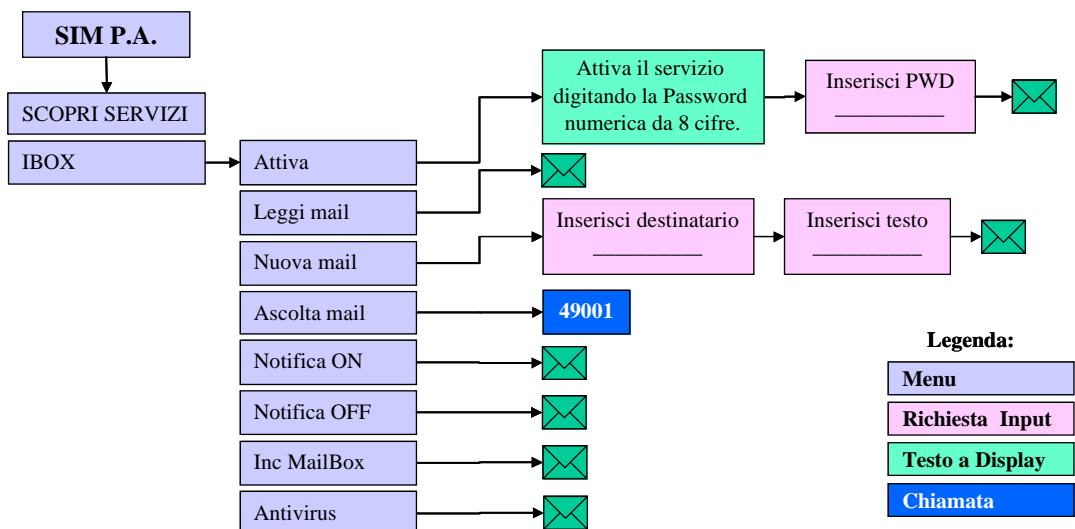 SIM P.A.
SCOPRI SERVIZI
IBOX
Attiva
Leggi mail
Nuova mail
Ascolta mail
Notifica ON
Notifica OFF
Inc MailBox
Antivirus
Attiva il servizio
digitando la Password
numerica da 8 cifre.
Inserisci PWD
__________
Inserisci destinatario
__________
Inserisci testo
__________
49001
Legenda:
Menu
Richiesta Input
Testo a Display
Chiamata